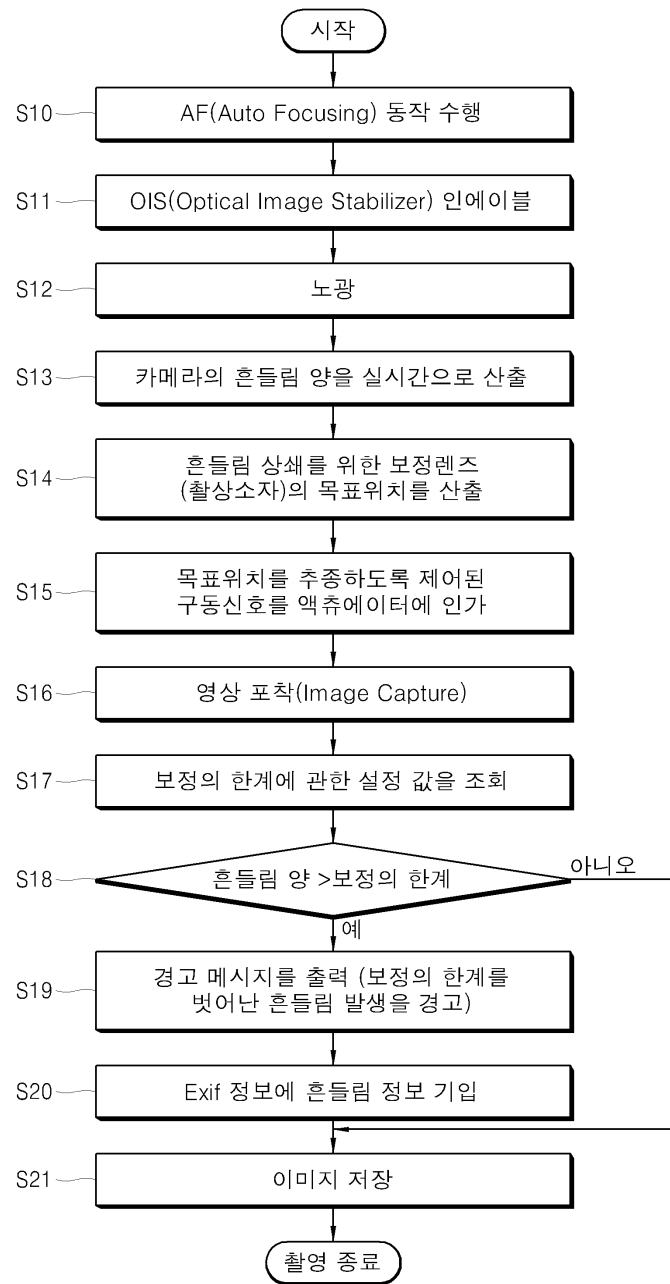 시작
S10
AF(Auto Focusing) 동작 수행
S11
OIS(Optical Image Stabilizer) 인에이블
S12
노광
S13
카메라의 흔들림 양을 실시간으로 산출
S14
흔들림 상쇄를 위한 보정렌즈
(촬상소자)의 목표위치를 산출
S15
목표위치를 추종하도록 제어된
구동신호를 액츄에이터에 인가
S16
영상 포착(Image Capture)
S17
보정의 한계에 관한 설정 값을 조회
S18
흔들림 양 >보정의 한계
아니오
예
S19
경고 메시지를 출력 (보정의 한계를
벗어난 흔들림 발생을 경고)
S20
Exif 정보에 흔들림 정보 기입
S21
이미지 저장
촬영 종료